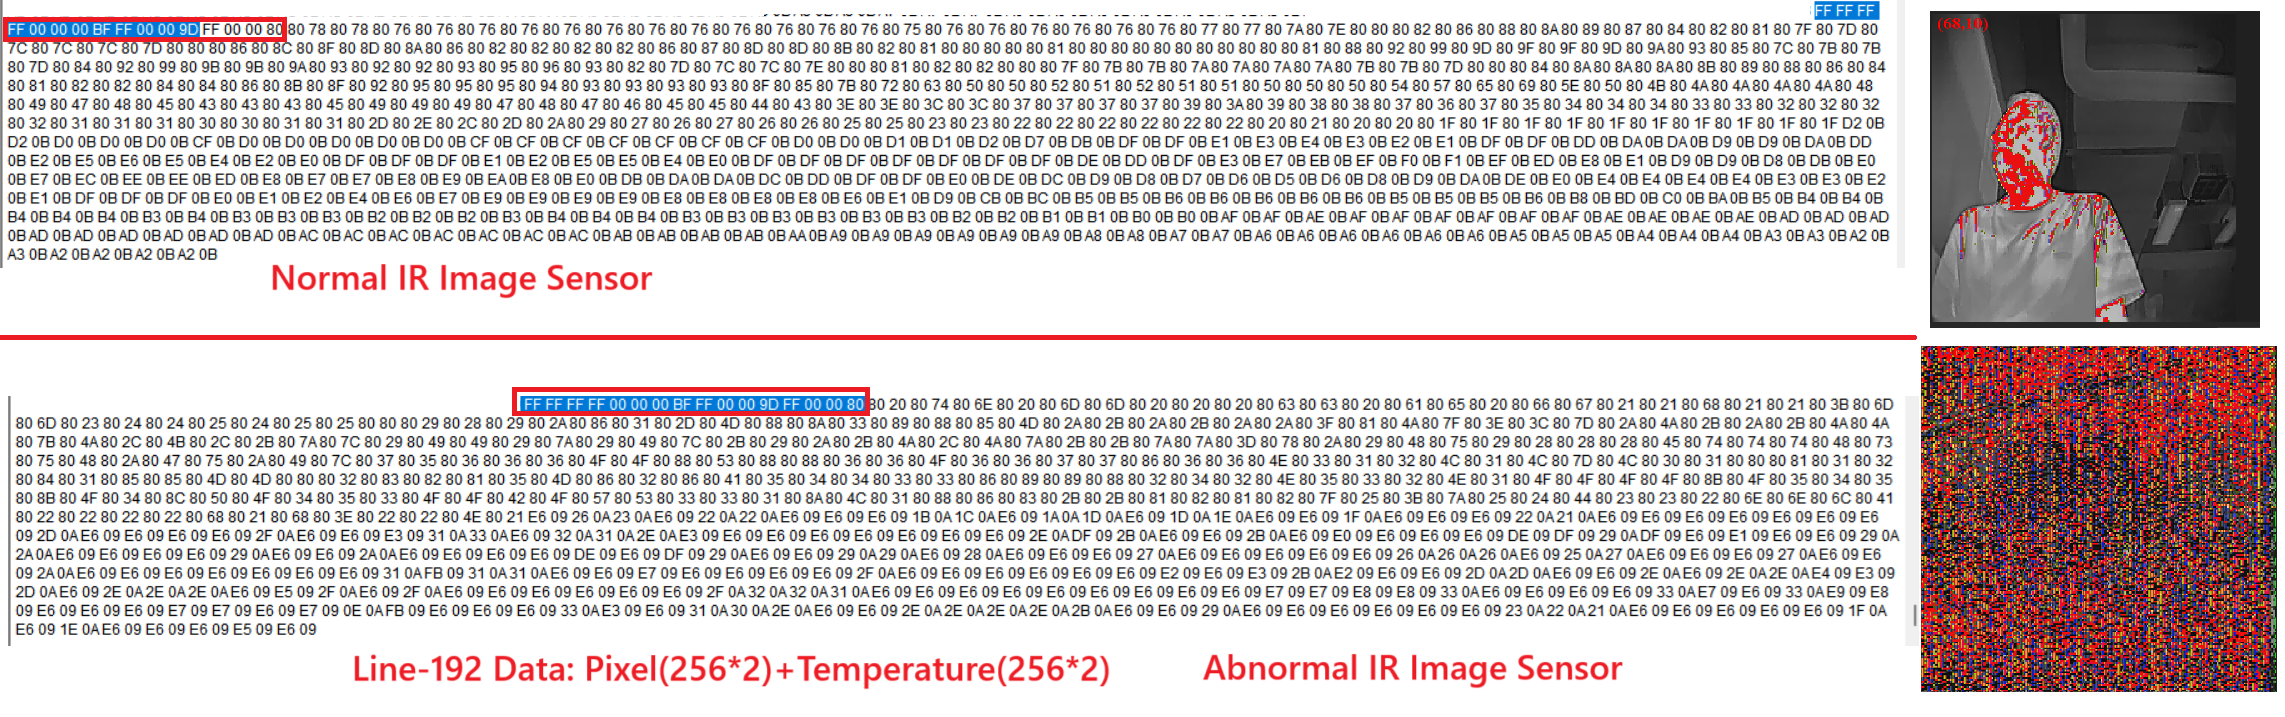 FF FF FF
FF 00 00 00 BF FF 00 00 9D FF 00 00 80 80 78 80 78 80 76 80 76 80 76 80 76 80 76 80 76 80 76 80 76 80 76 80 75 80 76 80 76 80 76 80 76 80 76 80 77 80 77 80 7A 80 7E 80 80 80 82 80 86 80 88 80 8A 80 89 80 87 80 84 80 82 80 81 80 7F 80 7D 80
7C 80 7C 80 7C 80 7D 80 80 80 86 80 8C 80 8F 80 8D 80 8A 80 86 80 82 80 82 80 82 80 82 80 86 80 87 80 8D 80 8D 80 8B 80 82 80 81 80 80 80 80 80 80 80 81 80 80 80 80 80 80 80 80 80 80 80 80 80 81 80 88 80 92 80 99 80 9D 80 9F 80 9F 80 9D 80 9A 80 93 80 85 80 7C 80 7B 80 7B
80 7D 80 84 80 92 80 99 80 9B 80 9B 80 9A 80 93 80 92 80 92 80 93 80 95 80 96 80 93 80 82 80 7D 80 7C 80 7C 80 7E 80 80 80 81 80 82 80 82 80 80 80 7F 80 7B 80 7B 80 7A 80 7A 80 7A 80 7A 80 7B 80 7B 80 7D 80 80 80 84 80 8A 80 8A 80 8A 80 8B 80 89 80 88 80 86 80 84
80 81 80 82 80 82 80 84 80 84 80 86 80 8B 80 8F 80 92 80 95 80 95 80 94 80 93 80 93 80 93 80 93 80 8F 80 85 80 7B 80 72 80 63 80 50 80 50 80 52 80 51 80 52 80 51 80 51 80 50 80 50 80 50 80 50 80 54 80 57 80 65 80 69 80 5E 80 50 80 4B 80 4A 80 4A 80 4A 80 4A 80 48
80 49 80 47 80 48 80 45 80 43 80 43 80 43 80 45 80 49 80 49 80 49 80 47 80 48 80 47 80 46 80 45 80 45 80 44 80 43 80 3E 80 3E 80 3C 80 3C 80 37 80 37 80 37 80 37 80 39 80 3A 80 39 80 38 80 38 80 37 80 36 80 37 80 35 80 34 80 34 80 34 80 33 80 33 80 32 80 32 80 32
80 32 80 31 80 31 80 31 80 30 80 30 80 31 80 31 80 2D 80 2E 80 2C 80 2D 80 2A 80 29 80 27 80 26 80 27 80 26 80 26 80 25 80 25 80 23 80 23 80 22 80 22 80 22 80 22 80 22 80 22 80 20 80 21 80 20 80 20 80 1F 80 1F 80 1F 80 1F 80 1F 80 1F 80 1F 80 1F 80 1F D2 0B
D2 0B D0 0B D0 0B D0 0B CF 0B D0 0B D0 0B D0 0B D0 0B D0 0B CF 0B CF 0B CF 0B CF 0B CF 0B CF 0B CF 0B D0 0B D0 0B D1 0B D1 0B D2 0B D7 0B DB 0B DF 0B DF 0B E1 0B E3 0B E4 0B E3 0B E2 0B E1 0B DF 0B DF 0B DD 0B DA 0B DA 0B D9 0B D9 0B DA 0B DD
0B E2 0B E5 0B E6 0B E5 0B E4 0B E2 0B E0 0B DF 0B DF 0B DF 0B E1 0B E2 0B E5 0B E5 0B E4 0B E0 0B DF 0B DF 0B DF 0B DF 0B DF 0B DF 0B DF 0B DF 0B DE 0B DD 0B DF 0B E3 0B E7 0B EB 0B EF 0B F0 0B F1 0B EF 0B ED 0B E8 0B E1 0B D9 0B D9 0B D8 0B DB 0B E0
0B E7 0B EC 0B EE 0B EE 0B ED 0B E8 0B E7 0B E7 0B E8 0B E9 0B EA 0B E8 0B E0 0B DB 0B DA 0B DA 0B DC 0B DD 0B DF 0B DF 0B E0 0B DE 0B DC 0B D9 0B D8 0B D7 0B D6 0B D5 0B D6 0B D8 0B D9 0B DA 0B DE 0B E0 0B E4 0B E4 0B E4 0B E4 0B E3 0B E3 0B E2
0B E1 0B DF 0B DF 0B DF 0B E0 0B E1 0B E2 0B E4 0B E6 0B E7 0B E9 0B E9 0B E9 0B E9 0B E8 0B E8 0B E8 0B E8 0B E6 0B E1 0B D9 0B CB 0B BC 0B B5 0B B5 0B B6 0B B6 0B B6 0B B6 0B B6 0B B5 0B B5 0B B5 0B B6 0B B8 0B BD 0B C0 0B BA 0B B5 0B B4 0B B4 0B
B4 0B B4 0B B4 0B B3 0B B4 0B B3 0B B3 0B B3 0B B2 0B B2 0B B2 0B B3 0B B4 0B B4 0B B4 0B B3 0B B3 0B B3 0B B3 0B B3 0B B3 0B B2 0B B2 0B B1 0B B1 0B B0 0B B0 0B AF 0B AF 0B AE 0B AF 0B AF 0B AF 0B AF 0B AF 0B AF 0B AE 0B AE 0B AE 0B AE 0B AD 0B AD 0B AD
0B AD 0B AD 0B AD 0B AD 0B AD 0B AD 0B AC 0B AC 0B AC 0B AC 0B AC 0B AC 0B AC 0B AB 0B AB 0B AB 0B AB 0B AA 0B A9 0B A9 0B A9 0B A9 0B A9 0B A9 0B A8 0B A8 0B A7 0B A7 0B A6 0B A6 0B A6 0B A6 0B A6 0B A6 0B A5 0B A5 0B A5 0B A4 0B A4 0B A4 0B A3 0B A3 0B A2 0B
A3 0B A2 0B A2 0B A2 0B A2 0B
Normal IR Image Sensor
(68,10)
FF FF FF FF 00 00 00 BF FF 00 00 9D FF 00 00 80 80 20 80 74 80 6E 80 20 80 6D 80 6D 80 20 80 20 80 20 80 63 80 63 80 20 80 61 80 65 80 20 80 66 80 67 80 21 80 21 80 68 80 21 80 21 80 3B 80 6D
80 6D 80 23 80 24 80 24 80 25 80 24 80 25 80 25 80 80 80 29 80 28 80 29 80 2A 80 86 80 31 80 2D 80 4D 80 88 80 8A 80 33 80 89 80 88 80 85 80 4D 80 2A 80 2B 80 2A 80 2B 80 2A 80 2A 80 3F 80 81 80 4A 80 7F 80 3E 80 3C 80 7D 80 2A 80 4A 80 2B 80 2A 80 2B 80 4A 80 4A
80 7B 80 4A 80 2C 80 4B 80 2C 80 2B 80 7A 80 7C 80 29 80 49 80 49 80 29 80 7A 80 29 80 49 80 7C 80 2B 80 29 80 2A 80 2B 80 4A 80 2C 80 4A 80 7A 80 2B 80 2B 80 7A 80 7A 80 3D 80 78 80 2A 80 29 80 48 80 75 80 29 80 28 80 28 80 28 80 45 80 74 80 74 80 74 80 48 80 73
80 75 80 48 80 2A 80 47 80 75 80 2A 80 49 80 7C 80 37 80 35 80 36 80 36 80 36 80 4F 80 4F 80 88 80 53 80 88 80 88 80 36 80 36 80 4F 80 36 80 36 80 37 80 37 80 86 80 36 80 36 80 4E 80 33 80 31 80 32 80 4C 80 31 80 4C 80 7D 80 4C 80 30 80 31 80 80 80 81 80 31 80 32
80 84 80 31 80 85 80 85 80 4D 80 4D 80 80 80 32 80 83 80 82 80 81 80 35 80 4D 80 86 80 32 80 86 80 41 80 35 80 34 80 34 80 33 80 33 80 86 80 89 80 89 80 88 80 32 80 34 80 32 80 4E 80 35 80 33 80 32 80 4E 80 31 80 4F 80 4F 80 4F 80 4F 80 8B 80 4F 80 35 80 34 80 35
80 8B 80 4F 80 34 80 8C 80 50 80 4F 80 34 80 35 80 33 80 4F 80 4F 80 42 80 4F 80 57 80 53 80 33 80 33 80 31 80 8A 80 4C 80 31 80 88 80 86 80 83 80 2B 80 2B 80 81 80 82 80 81 80 82 80 7F 80 25 80 3B 80 7A 80 25 80 24 80 44 80 23 80 23 80 22 80 6E 80 6E 80 6C 80 41
80 22 80 22 80 22 80 22 80 68 80 21 80 68 80 3E 80 22 80 22 80 4E 80 21 E6 09 26 0A 23 0A E6 09 22 0A 22 0A E6 09 E6 09 E6 09 1B 0A 1C 0A E6 09 1A 0A 1D 0A E6 09 1D 0A 1E 0A E6 09 E6 09 1F 0A E6 09 E6 09 E6 09 22 0A 21 0A E6 09 E6 09 E6 09 E6 09 E6 09 E6
09 2D 0A E6 09 E6 09 E6 09 E6 09 2F 0A E6 09 E6 09 E3 09 31 0A 33 0A E6 09 32 0A 31 0A 2E 0A E3 09 E6 09 E6 09 E6 09 E6 09 E6 09 E6 09 E6 09 2E 0A DF 09 2B 0A E6 09 E6 09 2B 0A E6 09 E0 09 E6 09 E6 09 E6 09 DE 09 DF 09 29 0A DF 09 E6 09 E1 09 E6 09 E6 09 29 0A
2A 0A E6 09 E6 09 E6 09 E6 09 29 0A E6 09 E6 09 2A 0A E6 09 E6 09 E6 09 E6 09 DE 09 E6 09 DF 09 29 0A E6 09 E6 09 29 0A 29 0A E6 09 28 0A E6 09 E6 09 E6 09 27 0A E6 09 E6 09 E6 09 E6 09 E6 09 26 0A 26 0A 26 0A E6 09 25 0A 27 0A E6 09 E6 09 E6 09 27 0A E6 09 E6
09 2A 0A E6 09 E6 09 E6 09 E6 09 E6 09 E6 09 31 0A FB 09 31 0A 31 0A E6 09 E6 09 E7 09 E6 09 E6 09 E6 09 E6 09 2F 0A E6 09 E6 09 E6 09 E6 09 E2 09 E6 09 E3 09 2B 0A E2 09 E6 09 E6 09 2D 0A 2D 0A E6 09 E6 09 2E 0A E6 09 2E 0A 2E 0A E4 09 E3 09
2D 0A E6 09 2E 0A 2E 0A 2E 0A E6 09 E5 09 2F 0A E6 09 2F 0A E6 09 E6 09 E6 09 E6 09 E6 09 E6 09 2F 0A 32 0A 32 0A 31 0A E6 09 E6 09 E6 09 E6 09 E6 09 E6 09 E7 09 E7 09 E8 09 E8 09 33 0A E6 09 E6 09 E6 09 E6 09 33 0A E7 09 E6 09 33 0A E9 09 E8
09 E6 09 E6 09 E6 09 E7 09 E7 09 E6 09 E7 09 0E 0A FB 09 E6 09 E6 09 E6 09 33 0A E3 09 E6 09 31 0A 30 0A 2E 0A E6 09 E6 09 2E 0A 2E 0A 2E 0A 2E 0A 2B 0A E6 09 E6 09 29 0A E6 09 E6 09 E6 09 E6 09 E6 09 E6 09 23 0A 22 0A 21 0A E6 09 E6 09 E6 09 E6 09 E6 09 1F 0A
E6 09 1E 0A E6 09 E6 09 E6 09 E5 09 E6 09
Line-192 Data: Pixel(256*2)+Temperature(256*2)
Abnormal IR Image Sensor